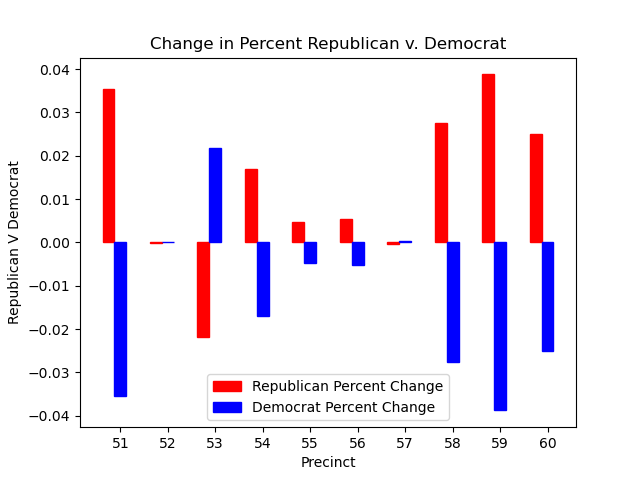 Change in Percent Republican v. Democrat
0.04
0.03
0.02
0.01
0.00
−0.01
−0.02
−0.03
−0.04
Republican V Democrat
Republican Percent Change
Democrat Percent Change
51 52 53 54 55 56 57 58 59 60
Precinct